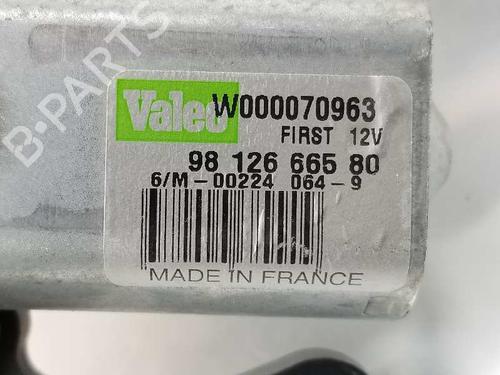 B-PARTS
Valeo W000070963
FIRST 12V
98 126 665 80
6/M-00224 064-9
MADE IN FRANCE